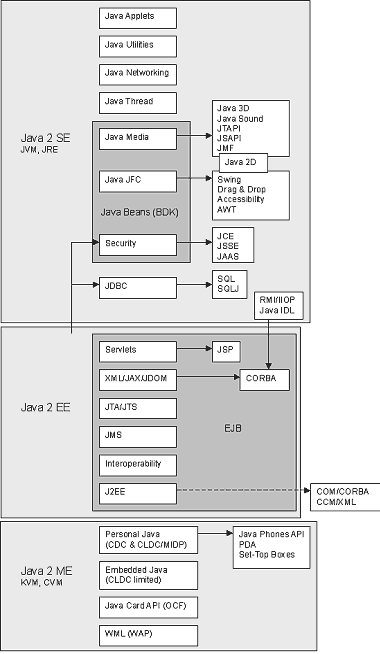 Java Applets
Java Utilities
Java Networking
Java Thread
Java 2 SE
JVM, JRE
Java Media
Java 3D
Java Sound
JTAPI
JSAPI
JMF
Java 2D
Java JFC
Swing
Drag & Drop
Accessibility
AWT
Java Beans (BDK)
Security
JCE
JSSE
JAAS
JDBC
SQL
SQLJ
RMI/IIOP
Java IDL
Java 2 EE
Servlets
JSP
XML/JAX/JDOM
CORBA
JTA/JTS
EJB
JMS
Interoperability
J2EE
COM/CORBA
CCM/XML
Java 2 ME
KVM, CVM
Personal Java
(CDC & CLDC/MIDP)
Java Phones API
PDA
Set-Top Boxes
Embedded Java
(CLDC limited)
Java Card API (OCF)
WML (WAP)